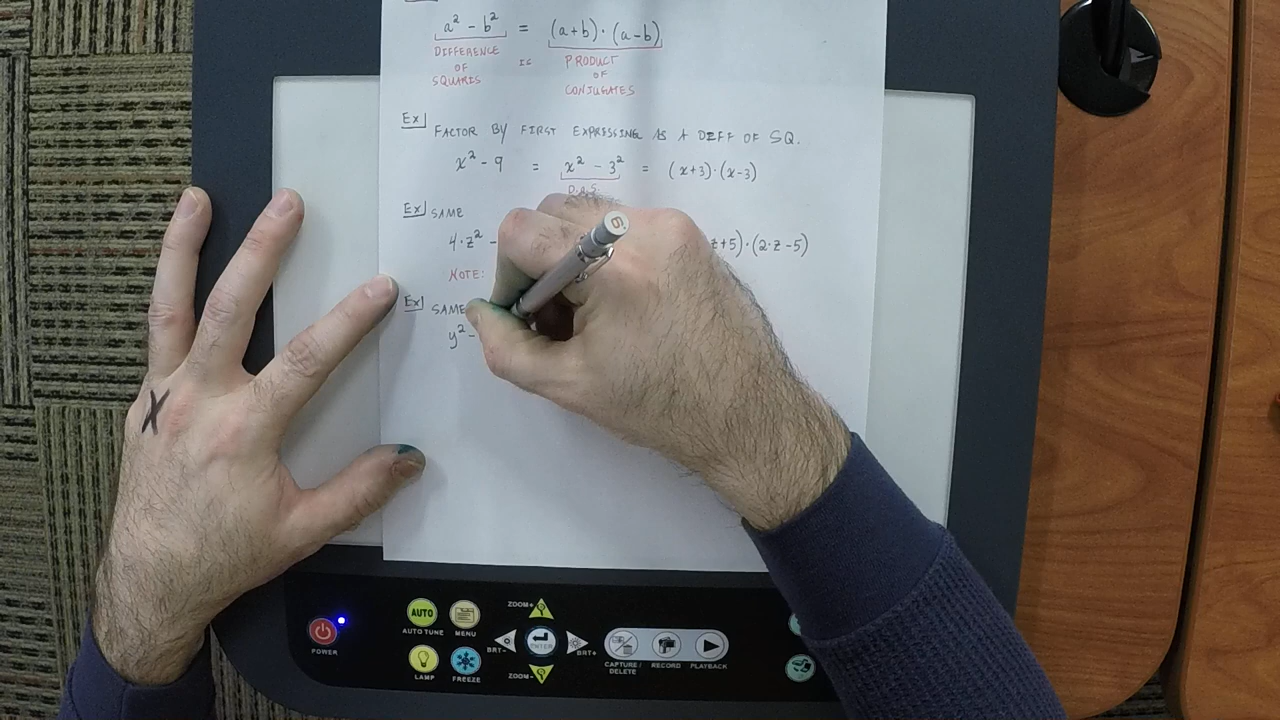 a² - b² = (a+b)·(a-b)
DIFFERENCE OF SQUARES IS PRODUCT OF CONJUGATES
Ex] FACTOR BY FIRST EXPRESSING AS A DIFF OF SQ.
x² - 9 = x² - 3² = (x+3)·(x-3)
D.o.S.
Ex] SAME
4·z² - z+5)·(2·z-5)
NOTE:
Ex] SAME
y² -
X
6
POWER
AUTO
AUTO TUNE
MENU
LAMP
FREEZE
ZOOM+
BRT-
ENTER
BRT+
ZOOM-
CAPTURE / DELETE
RECORD
PLAYBACK